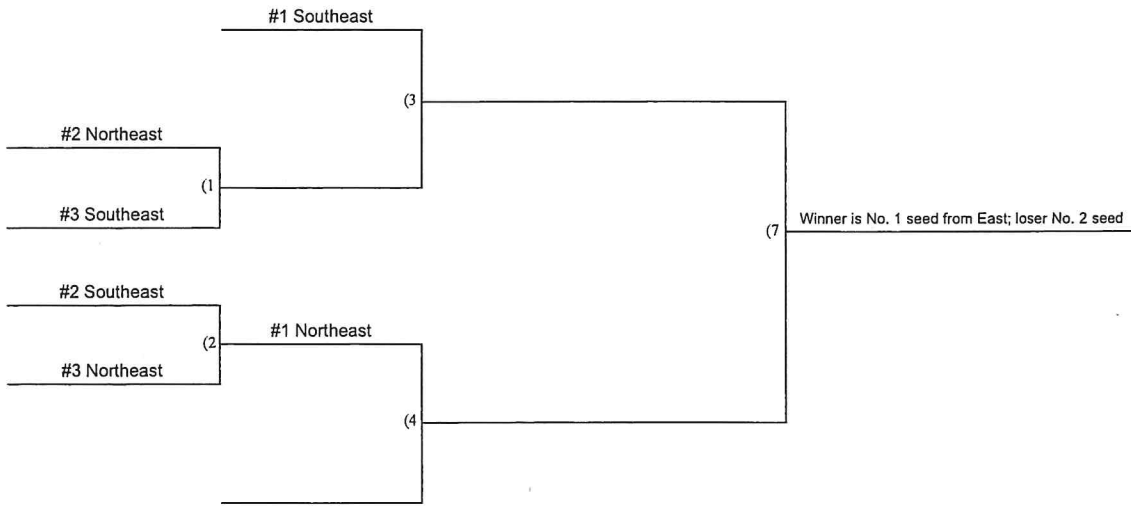 #1 Southeast
(3
#2 Northeast
(1
#3 Southeast
(7
Winner is No. 1 seed from East; loser No. 2 seed
#2 Southeast
(2
#1 Northeast
#3 Northeast
(4